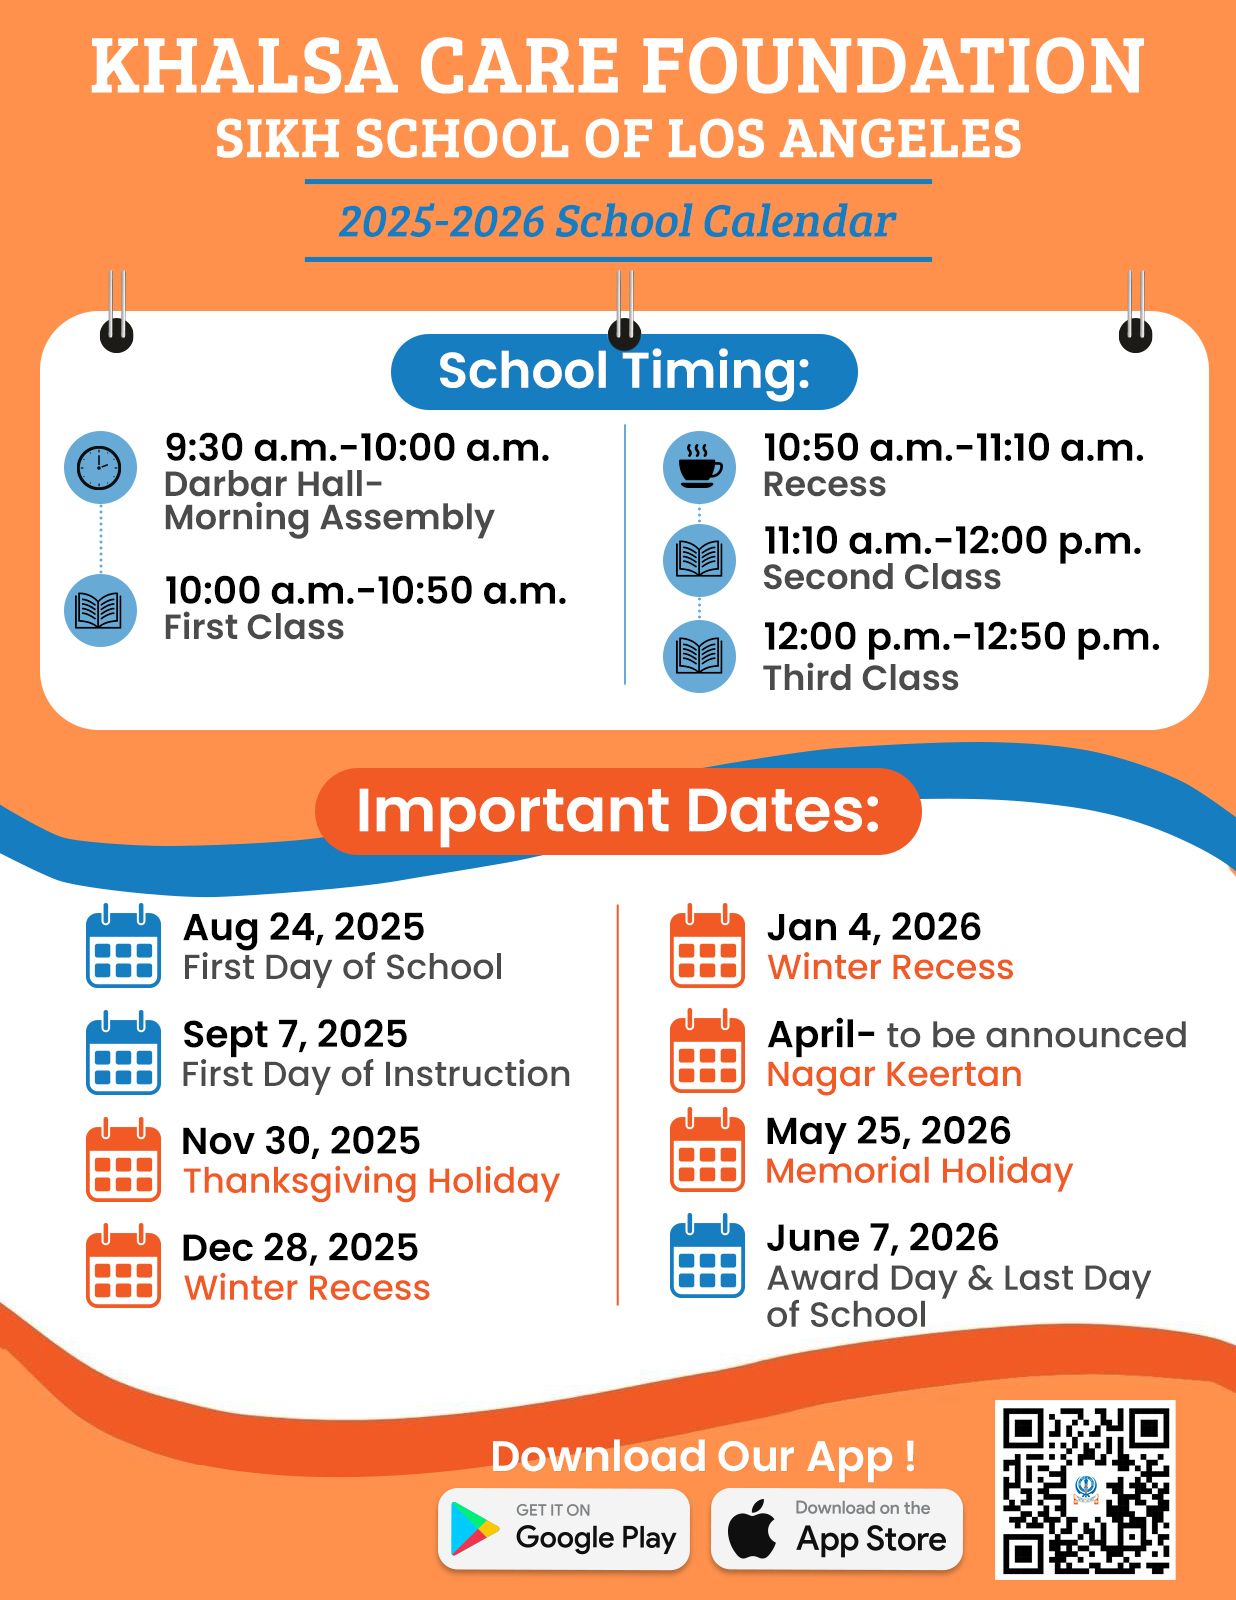 KHALSA CARE FOUNDATION
SIKH SCHOOL OF LOS ANGELES
2025-2026 School Calendar
School Timing:
9:30 a.m.-10:00 a.m.
Darbar Hall-
Morning Assembly
10:00 a.m.-10:50 a.m.
First Class
10:50 a.m.-11:10 a.m.
Recess
11:10 a.m.-12:00 p.m.
Second Class
12:00 p.m.-12:50 p.m.
Third Class
Important Dates:
Aug 24, 2025
First Day of School
Sept 7, 2025
First Day of Instruction
Nov 30, 2025
Thanksgiving Holiday
Dec 28, 2025
Winter Recess
Jan 4, 2026
Winter Recess
April- to be announced
Nagar Keertan
May 25, 2026
Memorial Holiday
June 7, 2026
Award Day & Last Day
of School
Download Our App !
GET IT ON
Google Play
Download on the
App Store